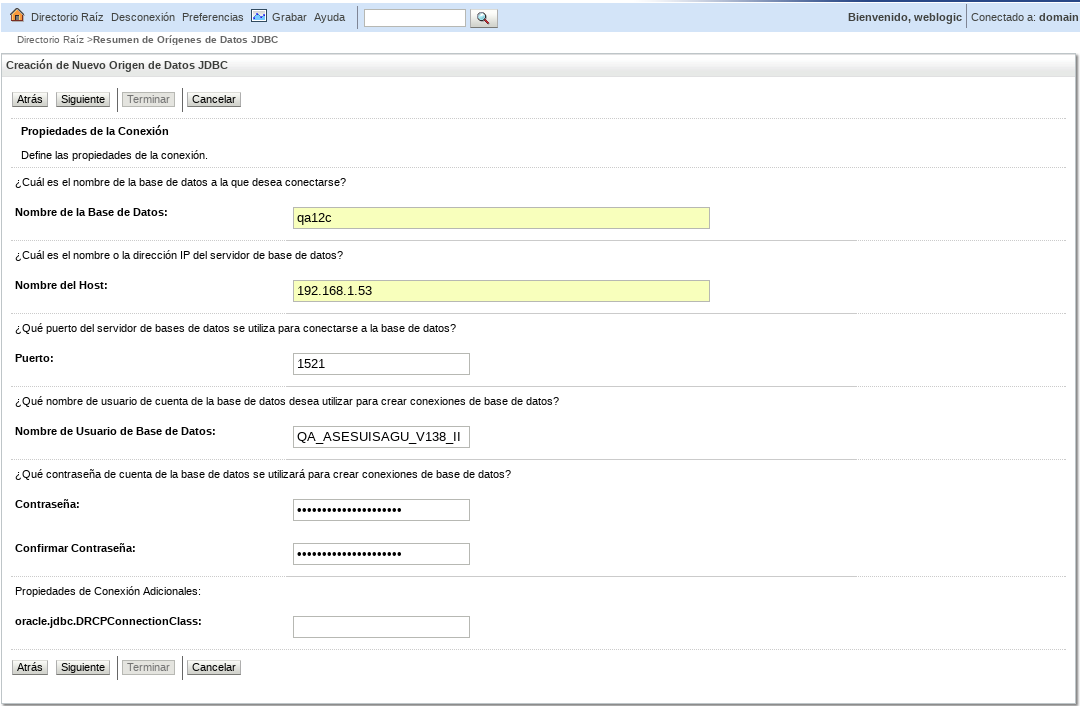 Directorio Raíz Desconexión Preferencias Grabar Ayuda Bienvenido, weblogic Conectado a: domain
Directorio Raíz >Resumen de Orígenes de Datos JDBC
Creación de Nuevo Origen de Datos JDBC
Atrás Siguiente Terminar Cancelar
Propiedades de la Conexión
Define las propiedades de la conexión.
¿Cuál es el nombre de la base de datos a la que desea conectarse?
Nombre de la Base de Datos: qa12c
¿Cuál es el nombre o la dirección IP del servidor de base de datos?
Nombre del Host: 192.168.1.53
¿Qué puerto del servidor de bases de datos se utiliza para conectarse a la base de datos?
Puerto: 1521
¿Qué nombre de usuario de cuenta de la base de datos desea utilizar para crear conexiones de base de datos?
Nombre de Usuario de Base de Datos: QA_ASESUISAGU_V138_II
¿Qué contraseña de cuenta de la base de datos se utilizará para crear conexiones de base de datos?
Contraseña: •••••••••••••••••••••
Confirmar Contraseña: •••••••••••••••••••••
Propiedades de Conexión Adicionales:
oracle.jdbc.DRCPConnectionClass:
Atrás Siguiente Terminar Cancelar